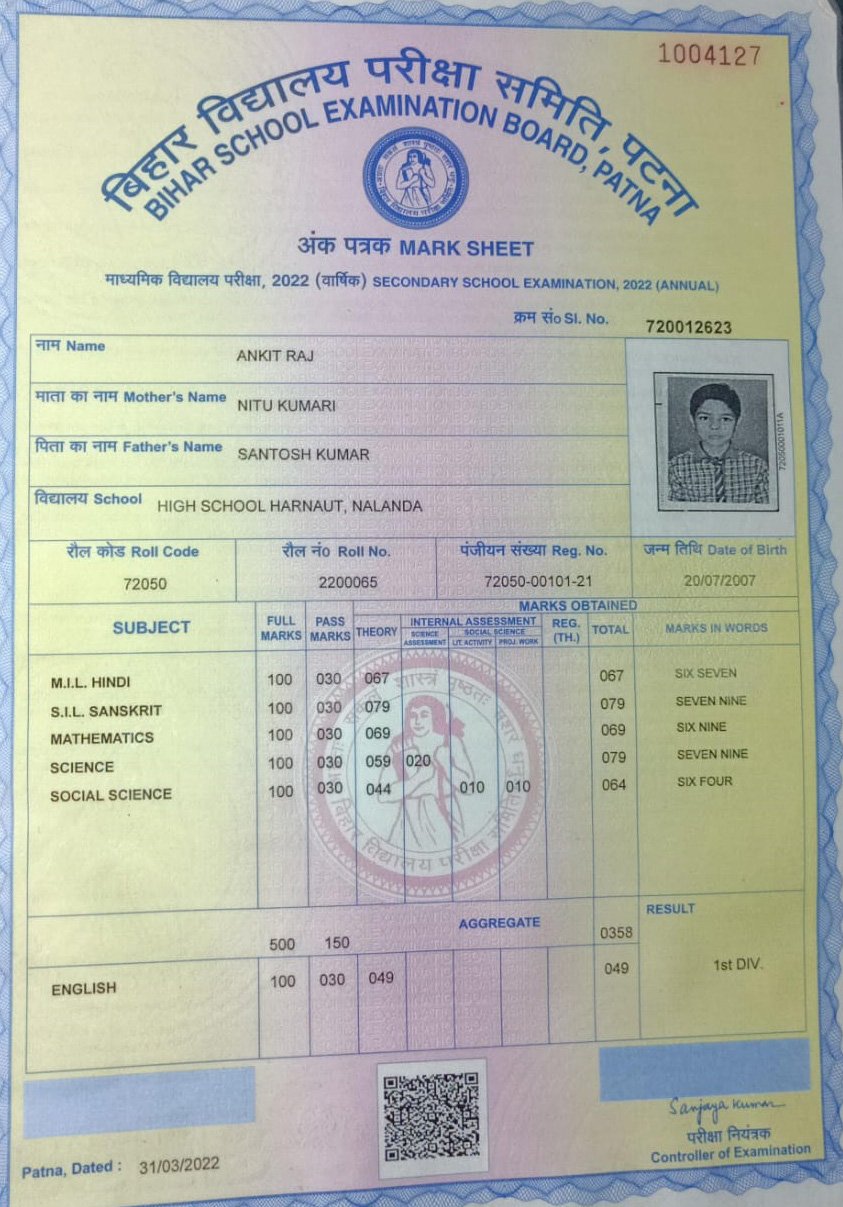 1004127
बिहार विद्यालय परीक्षा समिति, पटना
BIHAR SCHOOL EXAMINATION BOARD, PATNA
अंक पत्रक MARK SHEET
माध्यमिक विद्यालय परीक्षा, 2022 (वार्षिक) SECONDARY SCHOOL EXAMINATION, 2022 (ANNUAL)
क्रम सं० Sl. No. 720012623
नाम Name ANKIT RAJ
माता का नाम Mother's Name NITU KUMARI
पिता का नाम Father's Name SANTOSH KUMAR
विद्यालय School HIGH SCHOOL HARNAUT, NALANDA
72050001011A
रौल कोड Roll Code रौल नं० Roll No. पंजीयन संख्या Reg. No. जन्म तिथि Date of Birth
72050 2200065 72050-00101-21 20/07/2007
MARKS OBTAINED
SUBJECT FULL MARKS PASS MARKS THEORY INTERNAL ASSESSMENT REG. (TH.) TOTAL MARKS IN WORDS
SCIENCE ASSESSMENT SOCIAL SCIENCE
LIT. ACTIVITY PROJ. WORK
M.I.L. HINDI 100 030 067 067 SIX SEVEN
S.I.L. SANSKRIT 100 030 079 079 SEVEN NINE
MATHEMATICS 100 030 069 069 SIX NINE
SCIENCE 100 030 059 020 079 SEVEN NINE
SOCIAL SCIENCE 100 030 044 010 010 064 SIX FOUR
बिहार विद्यालय परीक्षा समिति
500 150 AGGREGATE 0358 RESULT
ENGLISH 100 030 049 049 1st DIV.
Sanjaya Kumar
परीक्षा नियंत्रक
Controller of Examination
Patna, Dated : 31/03/2022